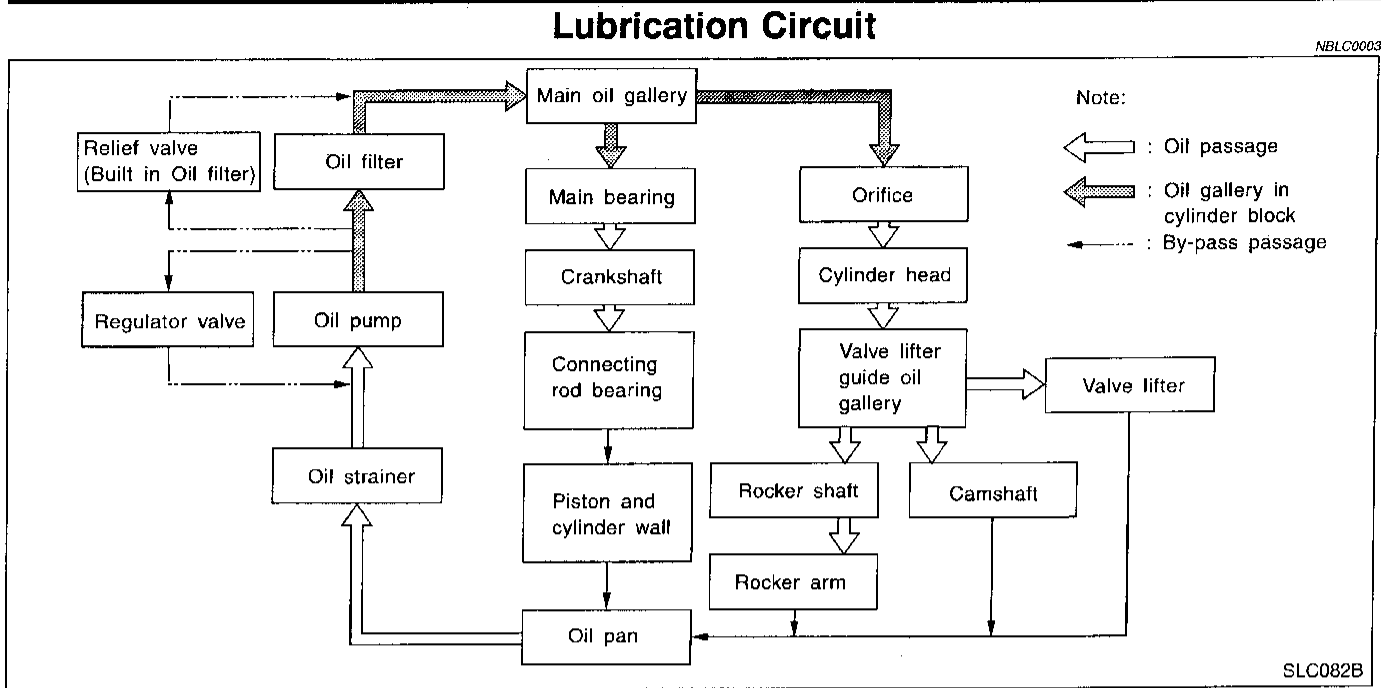 Lubrication Circuit
NBLC0003
Main oil gallery
Note:
Relief valve
(Built in Oil filter)
Oil filter
: Oil passage
Main bearing
Orifice
: Oil gallery in
cylinder block
: By-pass passage
Crankshaft
Cylinder head
Regulator valve
Oil pump
Connecting
rod bearing
Valve lifter
guide oil
gallery
Valve lifter
Oil strainer
Piston and
cylinder wall
Rocker shaft
Camshaft
Rocker arm
Oil pan
SLC082B